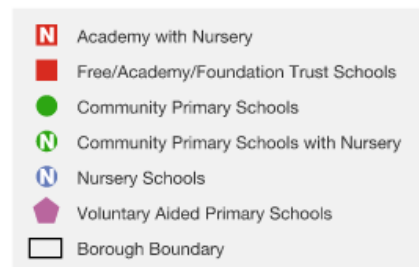 N Academy with Nursery
Free/Academy/Foundation Trust Schools
Community Primary Schools
N Community Primary Schools with Nursery
N Nursery Schools
Voluntary Aided Primary Schools
Borough Boundary